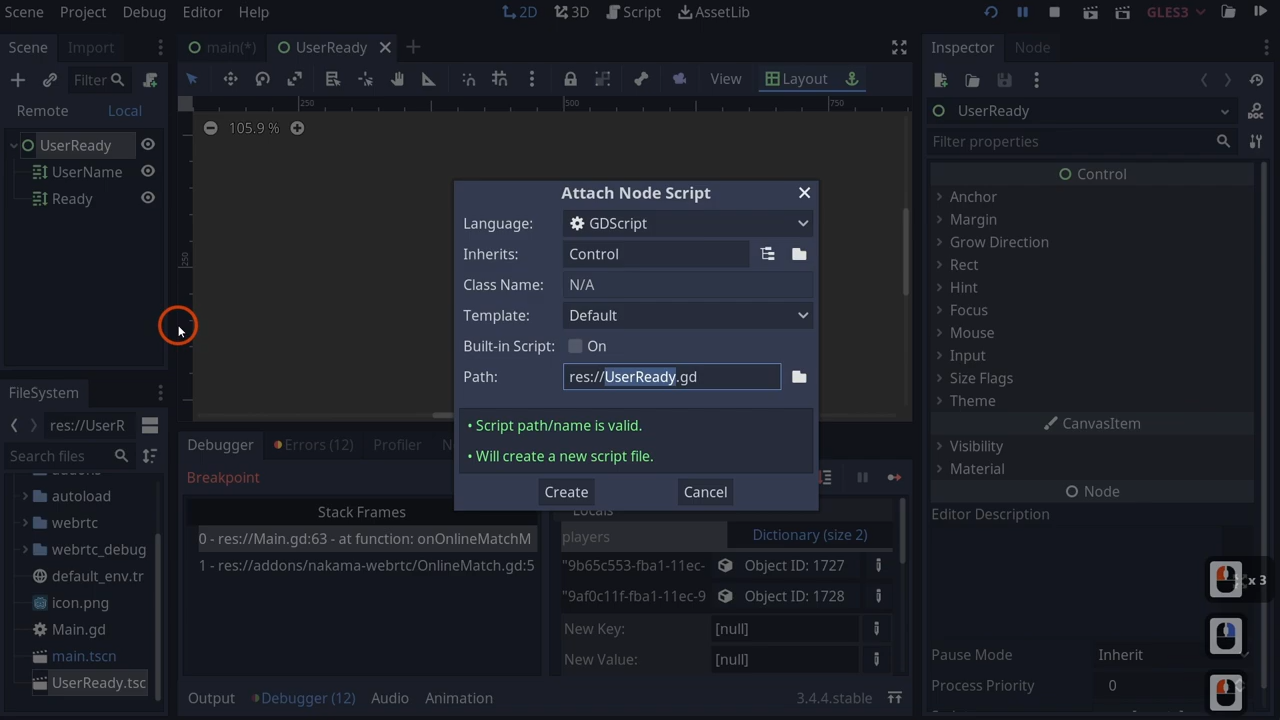 Scene Project Debug Editor Help
2D 3D Script AssetLib
GLES3
Scene Import
main(*) UserReady
Inspector Node
Filter
View Layout
Remote Local
250 500 750
UserReady
105.9 %
Filter properties
UserReady
UserName
Ready
250
Attach Node Script
Language: GDScript
Inherits: Control
Class Name: N/A
Template: Default
Built-in Script: On
Path: res://UserReady.gd
• Script path/name is valid.
• Will create a new script file.
Create Cancel
Control
Anchor
Margin
Grow Direction
Rect
Hint
Focus
Mouse
Input
Size Flags
Theme
CanvasItem
Visibility
Material
Node
Editor Description
Pause Mode Inherit
Process Priority 0
x 3
FileSystem
res://UserR
Search files
autoload
webrtc
webrtc_debug
default_env.tr
icon.png
Main.gd
main.tscn
UserReady.tsc
Debugger Errors (12) Profiler
Breakpoint
Stack Frames
0 - res://Main.gd:63 - at function: onOnlineMatchM
1 - res://addons/nakama-webrtc/OnlineMatch.gd:5
Locals
players Dictionary (size 2)
"9b65c553-fba1-11ec- Object ID: 1727
"9af0c11f-fba1-11ec-9 Object ID: 1728
New Key: [null]
New Value: [null]
Output Debugger (12) Audio Animation 3.4.4.stable